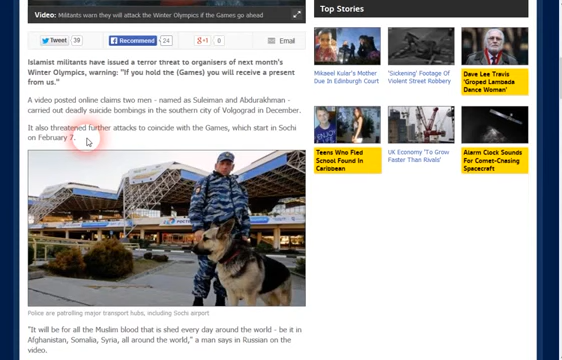 Video: Militants warn they will attack the Winter Olympics if the Games go ahead
Tweet 39 Recommend 24 +1 0 Email
Islamist militants have issued a terror threat to organisers of next month's
Winter Olympics, warning: "If you hold the (Games) you will receive a present
from us."
A video posted online claims two men - named as Suleiman and Abdurakhman -
carried out deadly suicide bombings in the southern city of Volgograd in December.
It also threatened further attacks to coincide with the Games, which start in Sochi
on February 7.
Police are patrolling major transport hubs, including Sochi airport
"It will be for all the Muslim blood that is shed every day around the world - be it in
Afghanistan, Somalia, Syria, all around the world," a man says in Russian on the
video.
Top Stories
Mikaeel Kular's Mother
Due In Edinburgh Court
'Sickening' Footage Of
Violent Street Robbery
Dave Lee Travis
'Groped Lambada
Dance Woman'
Teens Who Fled
School Found In
Caribbean
UK Economy 'To Grow
Faster Than Rivals'
Alarm Clock Sounds
For Comet-Chasing
Spacecraft